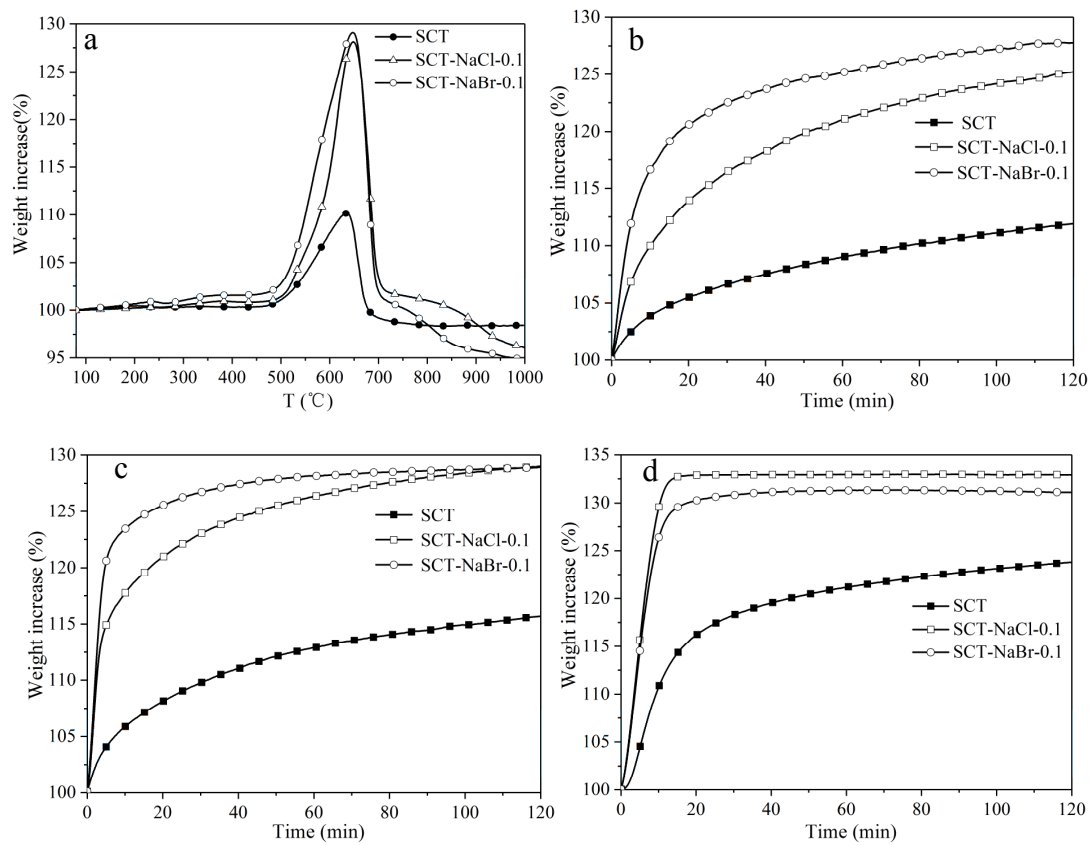 a
130
125
120
115
110
105
100
95
Weight increase(%)
SCT
SCT-NaCl-0.1
SCT-NaBr-0.1
100 200 300 400 500 600 700 800 900 1000
T (℃)
b
130
125
120
115
110
105
100
Weight increase (%)
SCT
SCT-NaCl-0.1
SCT-NaBr-0.1
0 20 40 60 80 100 120
Time (min)
c
130
125
120
115
110
105
100
Weight increase (%)
SCT
SCT-NaCl-0.1
SCT-NaBr-0.1
0 20 40 60 80 100 120
Time (min)
d
135
130
125
120
115
110
105
100
Weight increase (%)
SCT
SCT-NaCl-0.1
SCT-NaBr-0.1
0 20 40 60 80 100 120
Time (min)